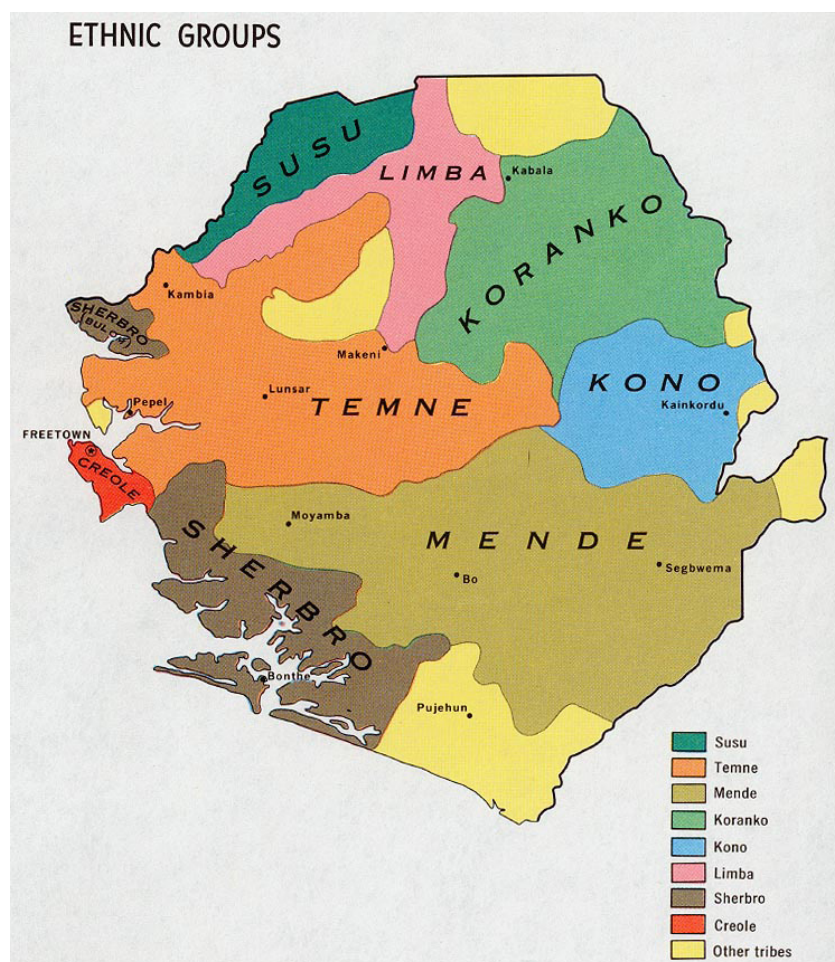 ETHNIC GROUPS
SUSU
LIMBA
Kabala
KORANKO
Kambia
SHERBRO
(BULOM)
Makeni
KONO
Lunsar
TEMNE
Kainkordu
Pepel
FREETOWN
CREOLE
Moyamba
MENDE
SHERBRO
Segbwema
Bo
Bonthe
Pujehun
Susu
Temne
Mende
Koranko
Kono
Limba
Sherbro
Creole
Other tribes